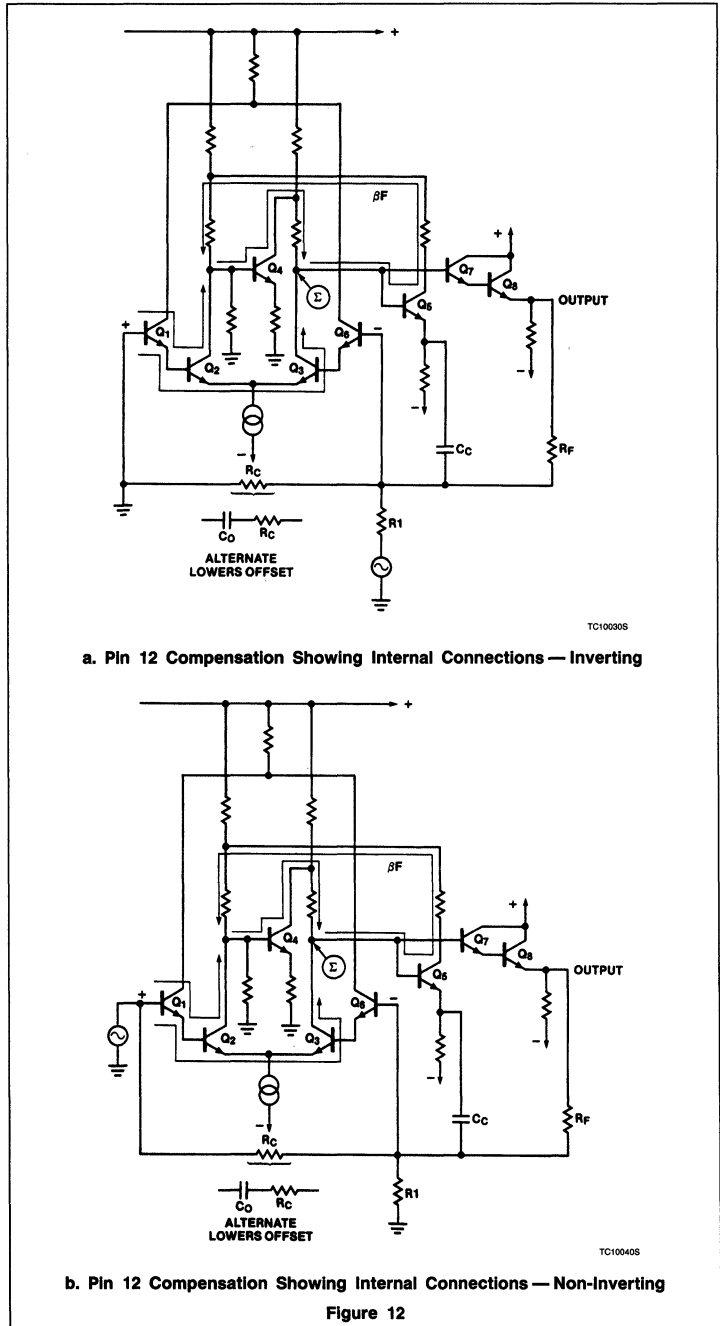 +
βF
Q4
+
Q7
Q8
OUTPUT
Σ
Q5
+
Q1
Q6
−
Q2
Q3
−
−
−
RC
CC
RF
CO
RC
R1
ALTERNATE
LOWERS OFFSET
TC10030S
a. Pin 12 Compensation Showing Internal Connections — Inverting
+
βF
Q4
+
Q7
Q8
OUTPUT
Σ
Q5
+
Q1
Q6
−
Q2
Q3
−
−
−
RC
CC
RF
CO
RC
R1
ALTERNATE
LOWERS OFFSET
TC10040S
b. Pin 12 Compensation Showing Internal Connections — Non-Inverting
Figure 12